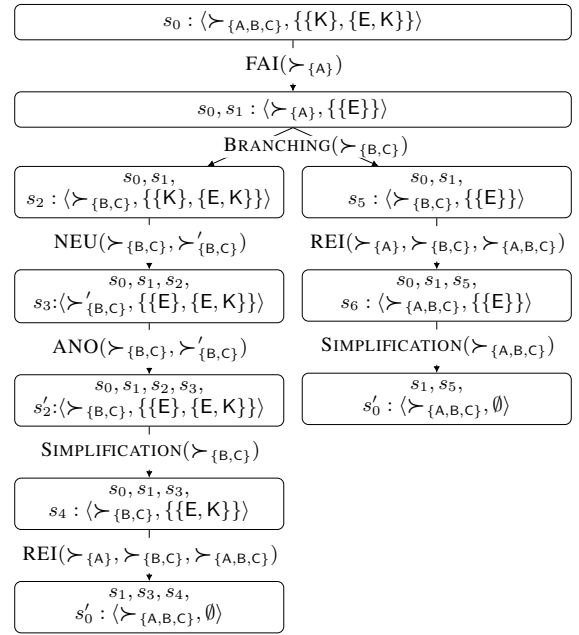 s₀ : ⟨≻_{A,B,C}, {{K}, {E, K}}⟩
FAI(≻_{A})
s₀, s₁ : ⟨≻_{A}, {{E}}⟩
BRANCHING(≻_{B,C})
s₀, s₁,
s₂ : ⟨≻_{B,C}, {{K}, {E, K}}⟩
s₀, s₁,
s₅ : ⟨≻_{B,C}, {{E}}⟩
NEU(≻_{B,C}, ≻′_{B,C})
REI(≻_{A}, ≻_{B,C}, ≻_{A,B,C})
s₀, s₁, s₂,
s₃:⟨≻′_{B,C}, {{E}, {E, K}}⟩
s₀, s₁, s₅,
s₆ : ⟨≻_{A,B,C}, {{E}}⟩
ANO(≻_{B,C}, ≻′_{B,C})
SIMPLIFICATION(≻_{A,B,C})
s₀, s₁, s₂, s₃,
s′₂:⟨≻_{B,C}, {{E}, {E, K}}⟩
s₁, s₅,
s′₀ : ⟨≻_{A,B,C}, ∅⟩
SIMPLIFICATION(≻_{B,C})
s₀, s₁, s₃,
s₄ : ⟨≻_{B,C}, {{E, K}}⟩
REI(≻_{A}, ≻_{B,C}, ≻_{A,B,C})
s₁, s₃, s₄,
s′₀ : ⟨≻_{A,B,C}, ∅⟩